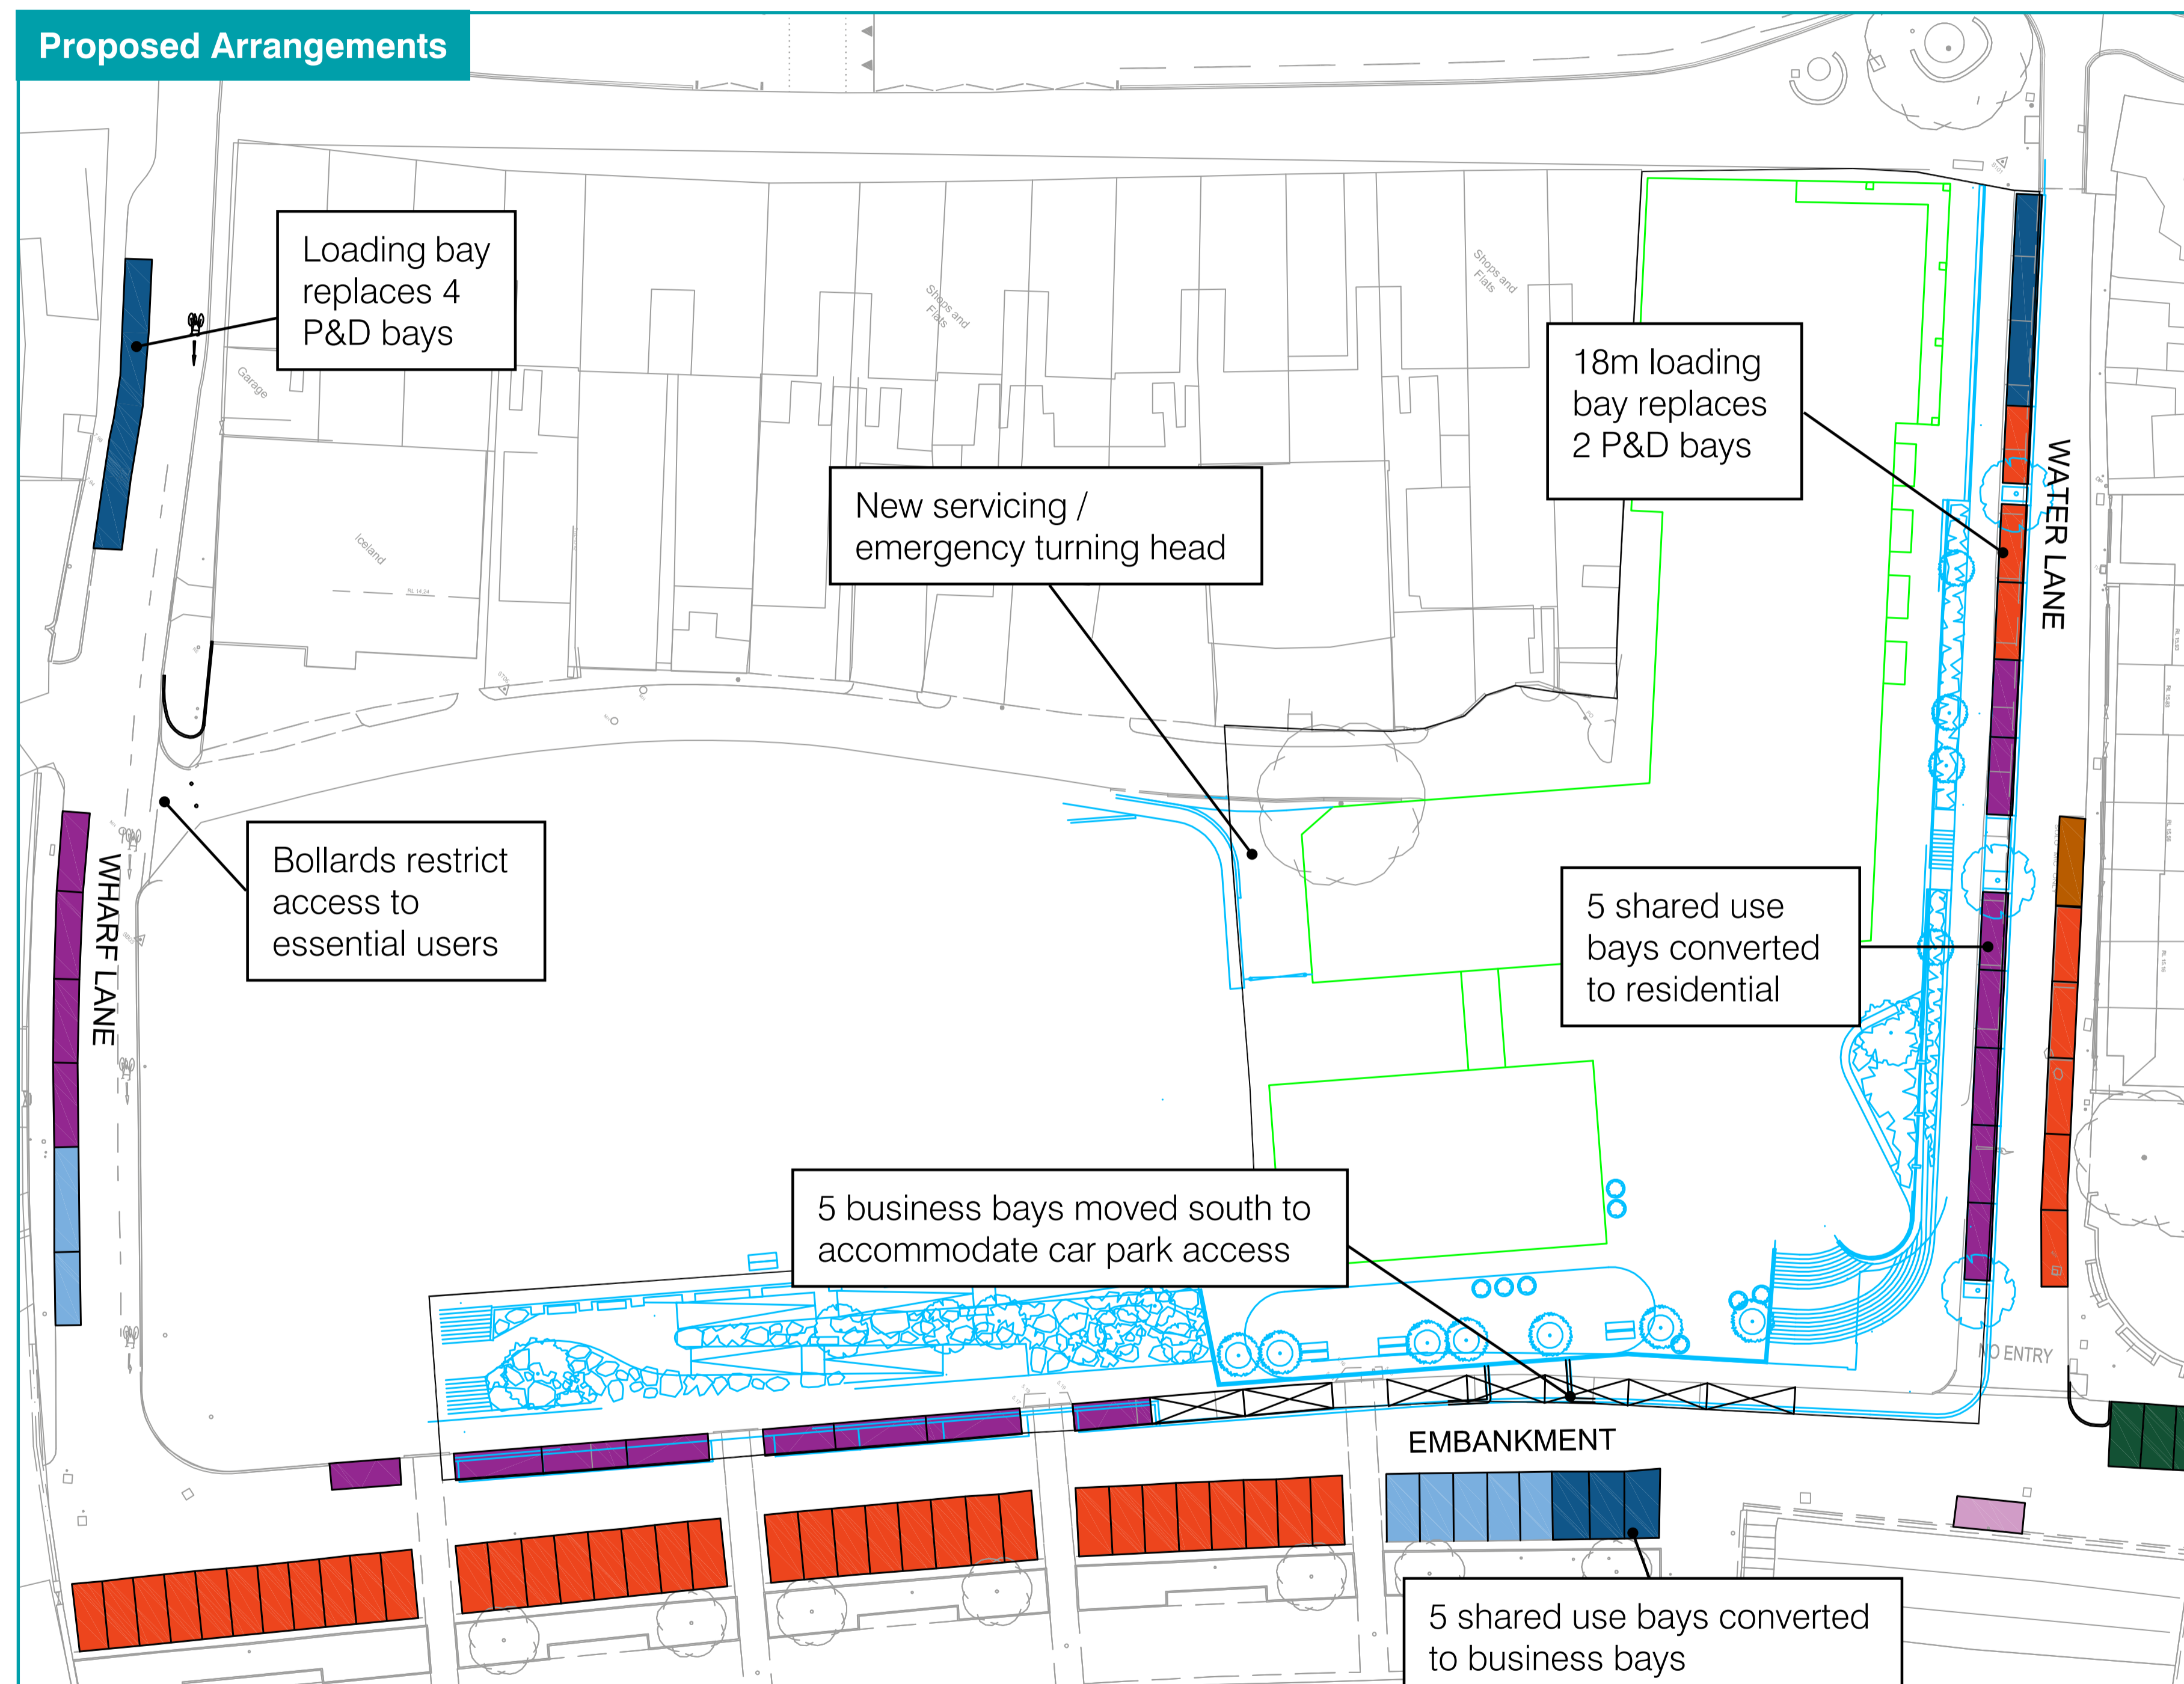 Proposed Arrangements
Loading bay
replaces 4
P&D bays
Garage
Iceland
RL 14.24
Shops and
Flats
Shops and
Flats
18m loading
bay replaces
2 P&D bays
New servicing /
emergency turning head
WATER LANE
Bollards restrict
access to
essential users
WHARF LANE
5 shared use
bays converted
to residential
5 business bays moved south to
accommodate car park access
NO ENTRY
EMBANKMENT
5 shared use bays converted
to business bays